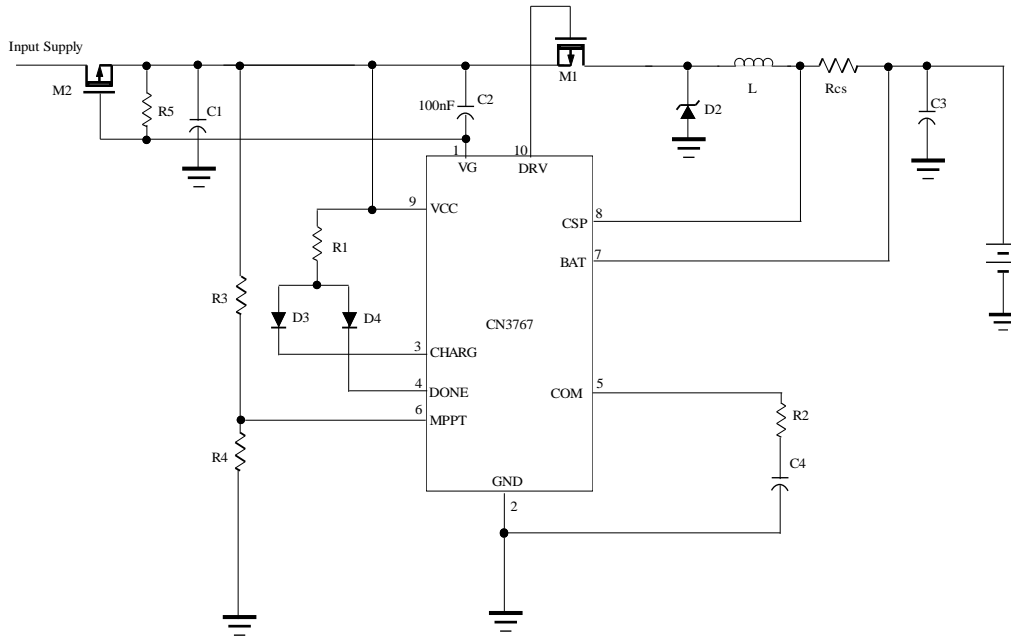 Input Supply
M2
R5
C1
100nF
C2
M1
L
Rcs
D2
C3
1
VG
10
DRV
9
VCC
CSP
8
R1
BAT
7
R3
D3
D4
CN3767
3
CHARG
4
DONE
COM
5
6
MPPT
R2
R4
C4
GND
2